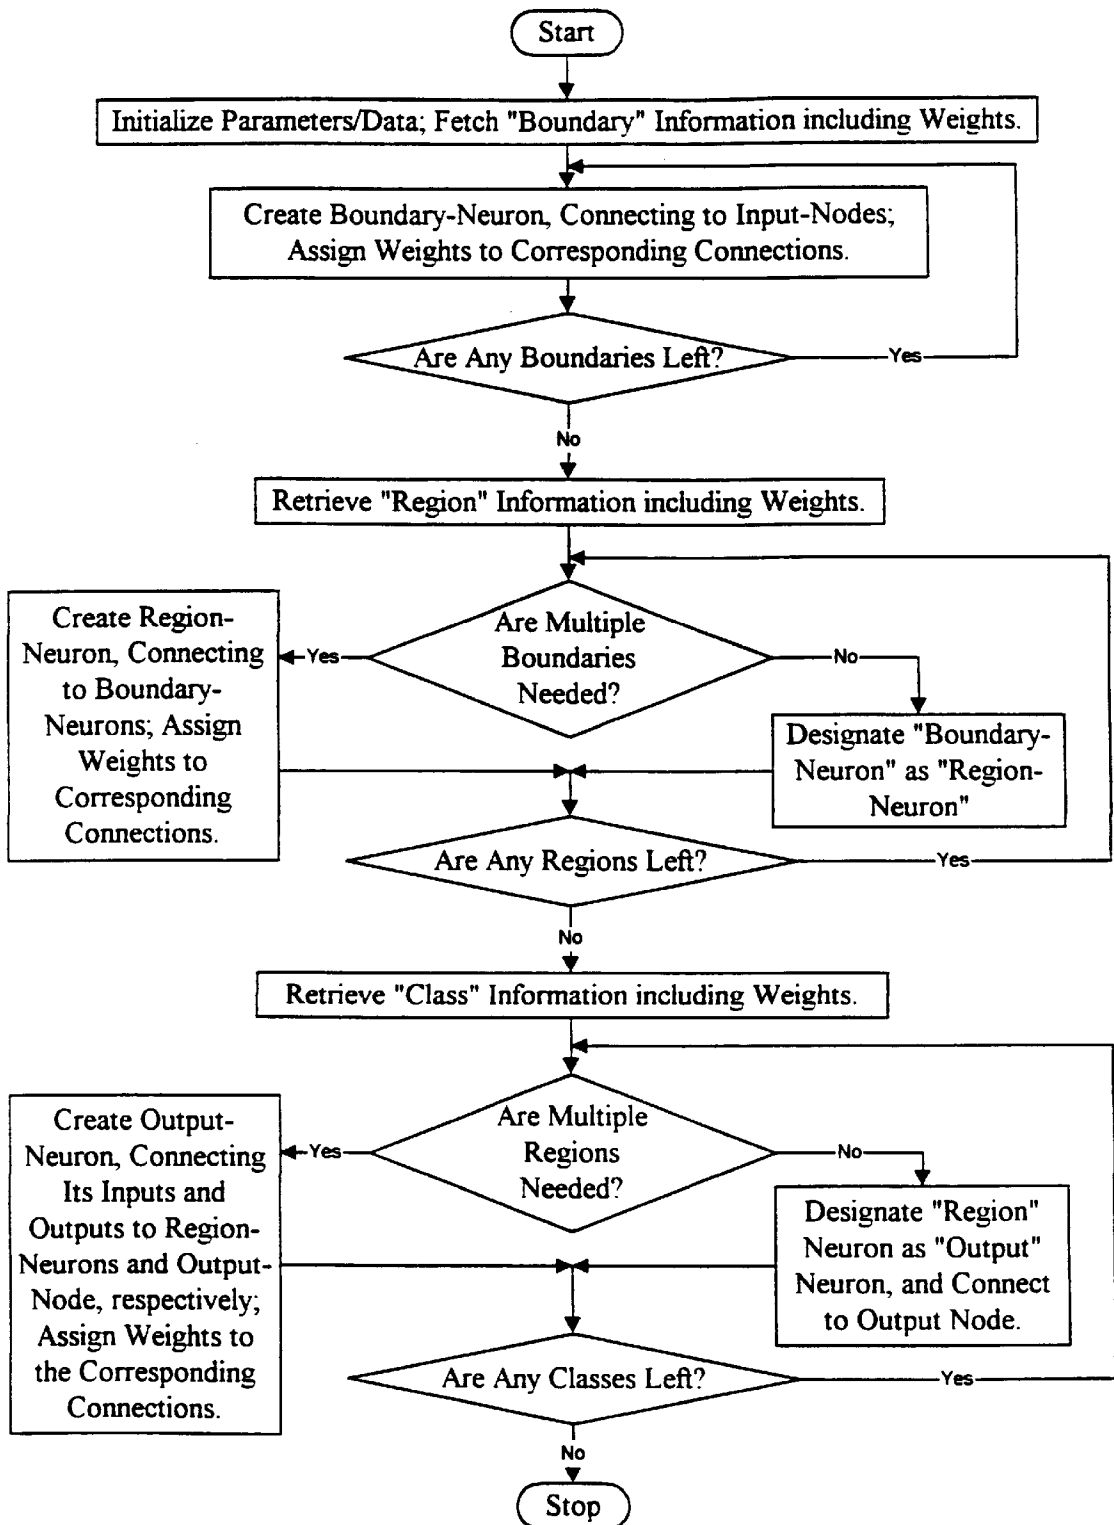 Start
Initialize Parameters/Data; Fetch "Boundary" Information including Weights.
Create Boundary-Neuron, Connecting to Input-Nodes;
Assign Weights to Corresponding Connections.
Are Any Boundaries Left?
Yes
No
Retrieve "Region" Information including Weights.
Are Multiple
Boundaries
Needed?
Yes
No
Create Region-
Neuron, Connecting
to Boundary-
Neurons; Assign
Weights to
Corresponding
Connections.
Designate "Boundary-
Neuron" as "Region-
Neuron"
Are Any Regions Left?
Yes
No
Retrieve "Class" Information including Weights.
Are Multiple
Regions
Needed?
Yes
No
Create Output-
Neuron, Connecting
Its Inputs and
Outputs to Region-
Neurons and Output-
Node, respectively;
Assign Weights to
the Corresponding
Connections.
Designate "Region"
Neuron as "Output"
Neuron, and Connect
to Output Node.
Are Any Classes Left?
Yes
No
Stop